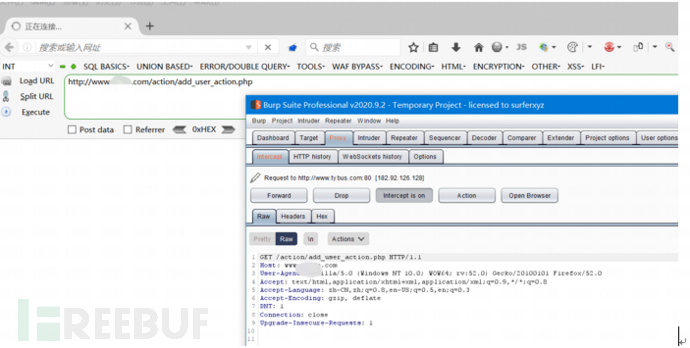 正在连接...
搜索或输入网址
搜索
JS
INT
SQL BASICS
UNION BASED
ERROR/DOUBLE QUERY
TOOLS
WAF BYPASS
ENCODING
HTML
ENCRYPTION
OTHER
XSS
LFI
Load URL
http://www. .com/action/add_user_action.php
Split URL
Execute
Post data
Referrer
0xHEX
Burp Suite Professional v2020.9.2 - Temporary Project - licensed to surferxyz
Burp Project Intruder Repeater Window Help
Dashboard Target Proxy Intruder Repeater Sequencer Decoder Comparer Extender Project options User options
Intercept HTTP history WebSockets history Options
Request to http://www.tybus.com:80 [182.92.126.128]
Forward Drop Intercept is on Action Open Browser
Raw Headers Hex
Pretty Raw \n Actions
1 GET /action/add_user_action.php HTTP/1.1
2 Host: www .com
3 User-Agent: illa/5.0 (Windows NT 10.0; WOW64; rv:52.0) Gecko/20100101 Firefox/52.0
4 Accept: text/html,application/xhtml+xml,application/xml;q=0.9,*/*;q=0.8
5 Accept-Language: zh-CN,zh;q=0.8,en-US;q=0.5,en;q=0.3
6 Accept-Encoding: gzip, deflate
7 DNT: 1
8 Connection: close
9 Upgrade-Insecure-Requests: 1
10
11
FREEBUF